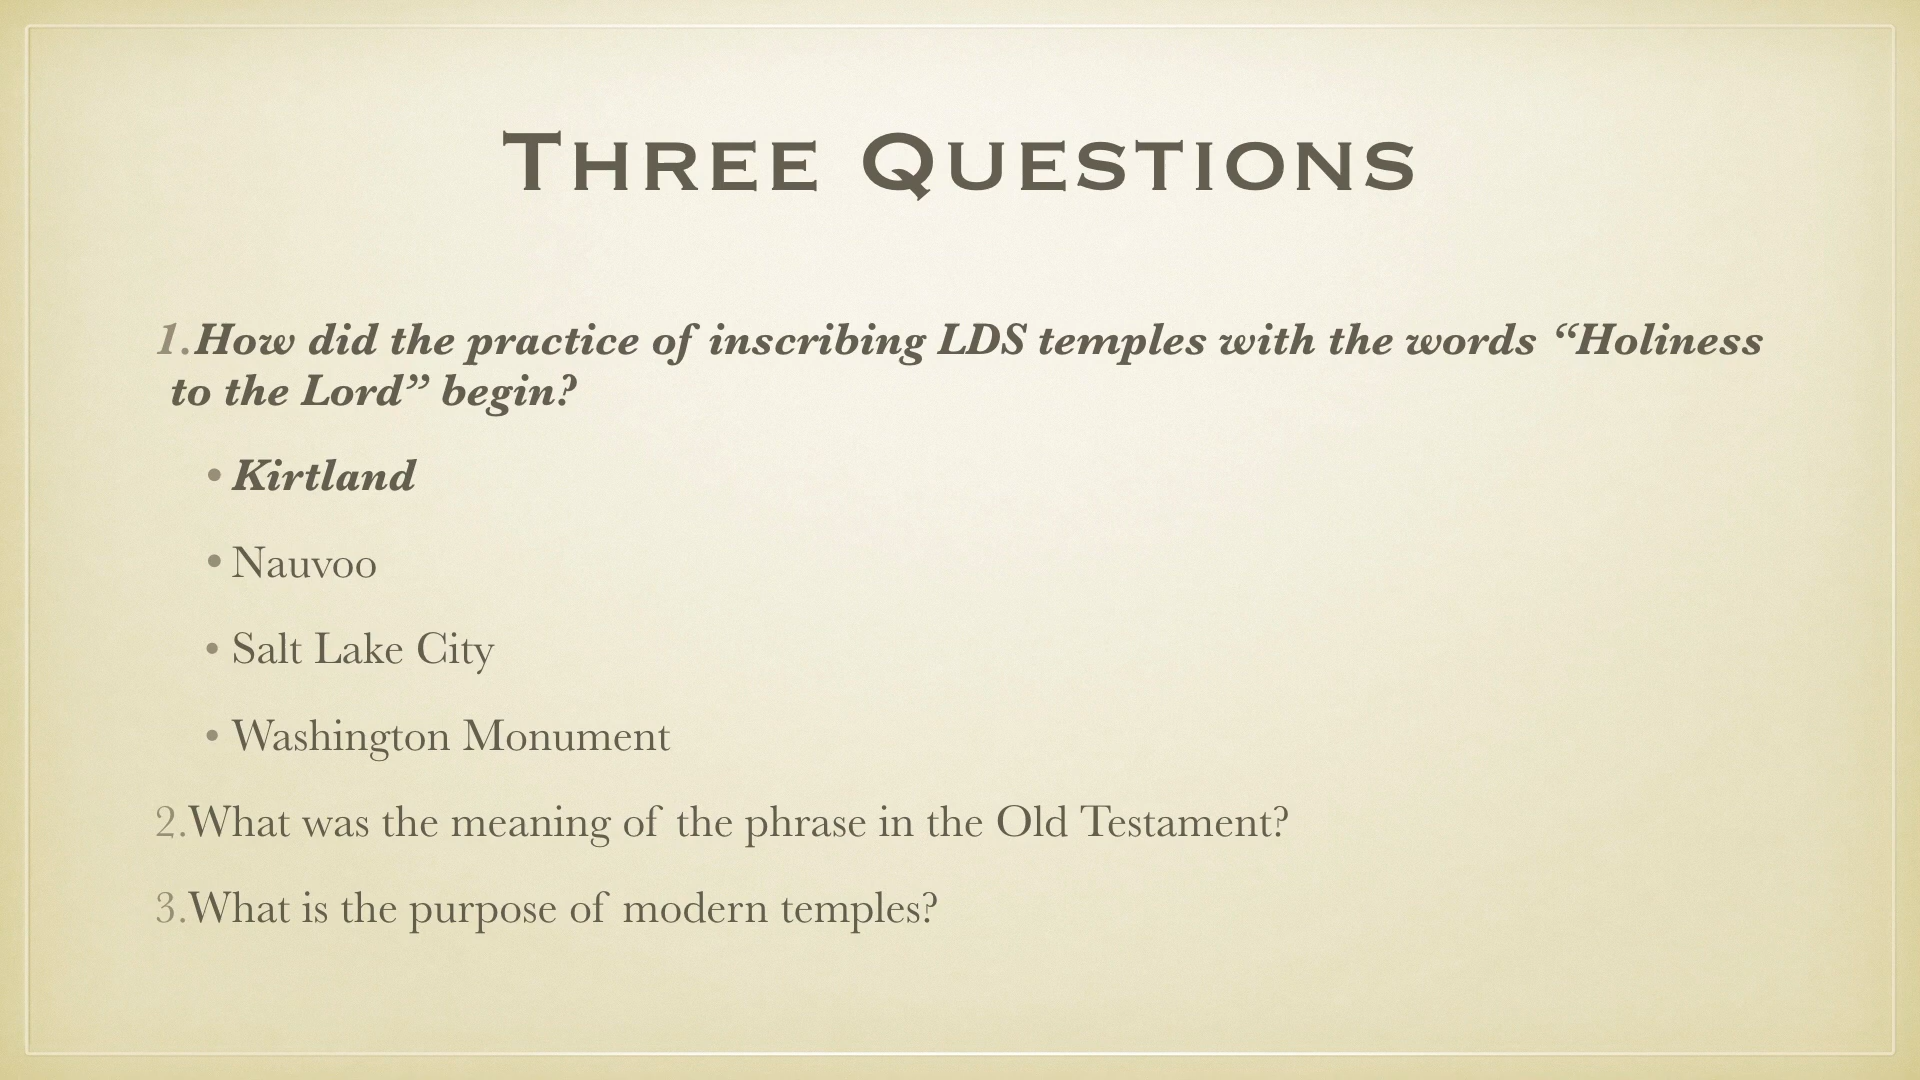 Three Questions
1.How did the practice of inscribing LDS temples with the words “Holiness
to the Lord” begin?
• Kirtland
• Nauvoo
• Salt Lake City
• Washington Monument
2.What was the meaning of the phrase in the Old Testament?
3.What is the purpose of modern temples?